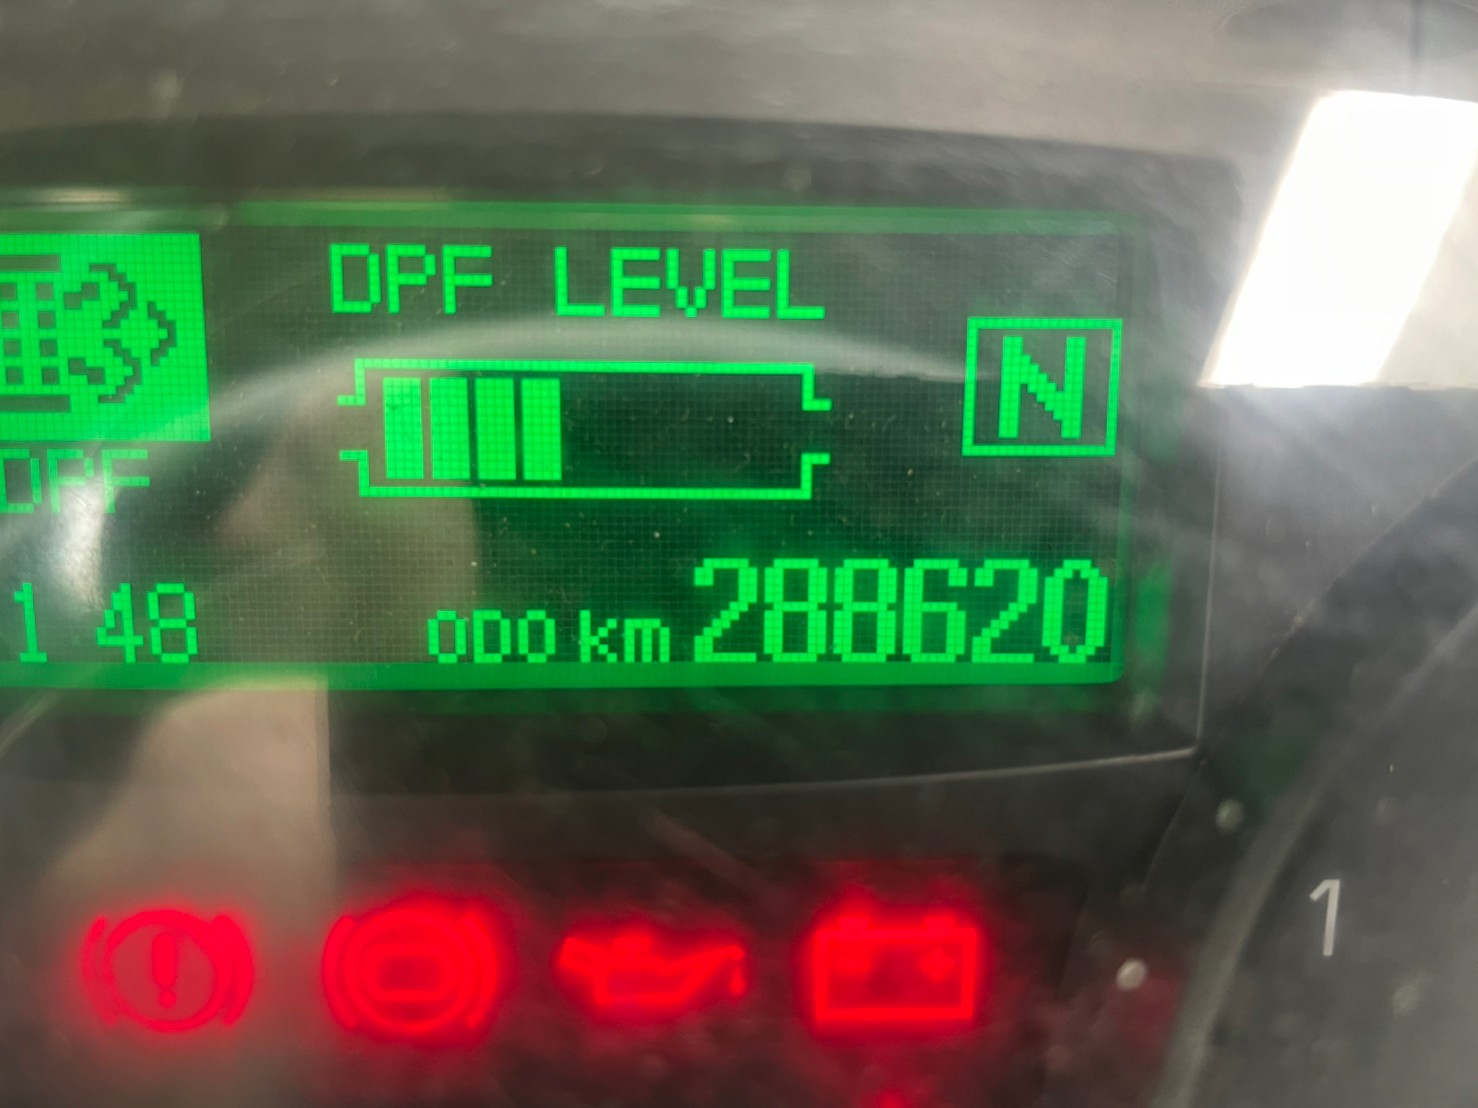 DPF LEVEL
N
DPF
1 48
ODO km 288620
1